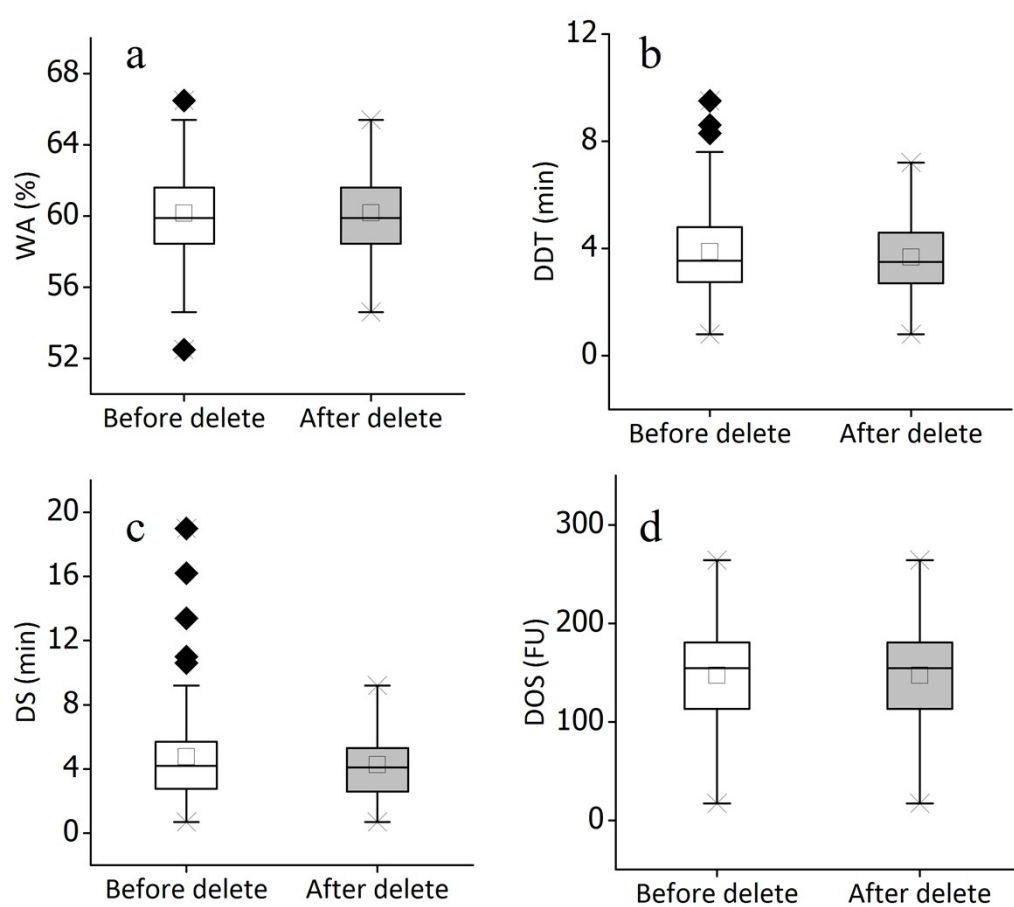 a
68
64
60
56
52
WA (%)
Before delete
After delete
b
12
8
4
0
DDT (min)
Before delete
After delete
c
20
16
12
8
4
0
DS (min)
Before delete
After delete
d
300
200
100
0
DOS (FU)
Before delete
After delete